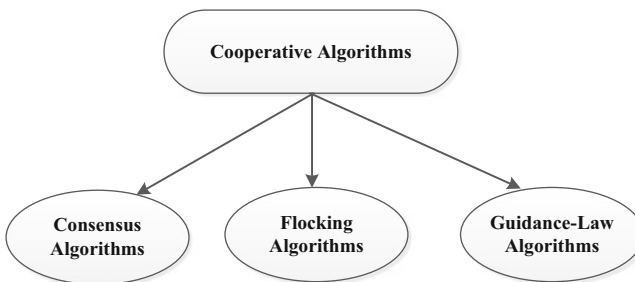 Cooperative Algorithms
Consensus
Algorithms
Flocking
Algorithms
Guidance-Law
Algorithms